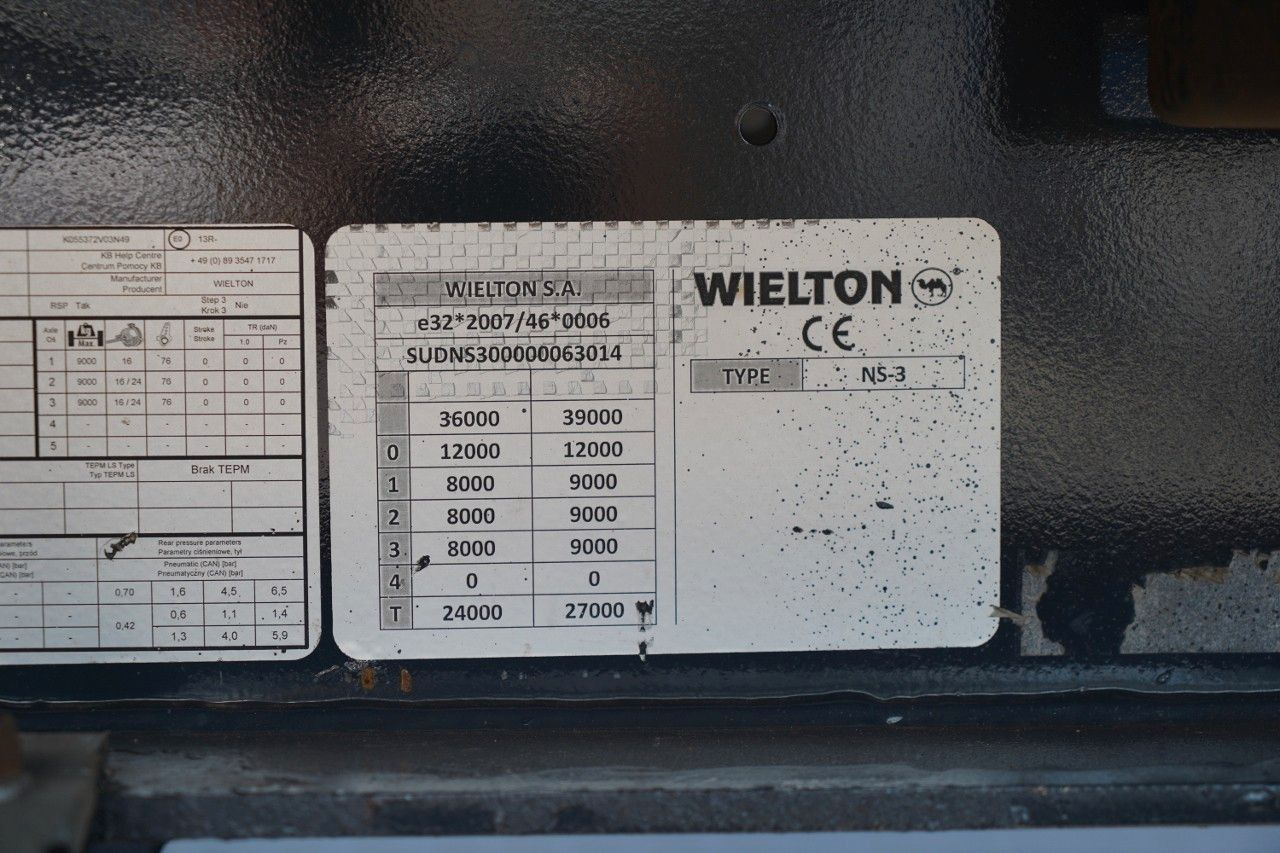 K055372V03N49 E0 13R-
KB Help Centre
Centrum Pomocy KB
+ 49 (0) 89 3547 1717
Manufacturer
Producent
WIELTON
RSP Tak
Step 3
Krok 3
Nie
Axle
Oś
Max.
Stroke
Stroke
TR (daN)
1.0 Pz
1 9000 16 76 0 0 0
2 9000 16 / 24 76 0 0 0
3 9000 16 / 24 76 0 0 0
4 - - - - - -
5 - - - - - -
TEPM LS Type
Typ TEPM LS
Brak TEPM
Rear pressure parameters
Parametry ciśnieniowe, tył
Pneumatic (CAN) [bar]
Pneumatyczny (CAN) [bar]
- - 0,70 1,6 4,5 6,5
- - 0,42 0,6 1,1 1,4
- - 1,3 4,0 5,9
WIELTON S.A.
e32*2007/46*0006
SUDNS300000063014
36000 39000
0 12000 12000
1 8000 9000
2 8000 9000
3 8000 9000
4 0 0
T 24000 27000
WIELTON
CE
TYPE NS-3